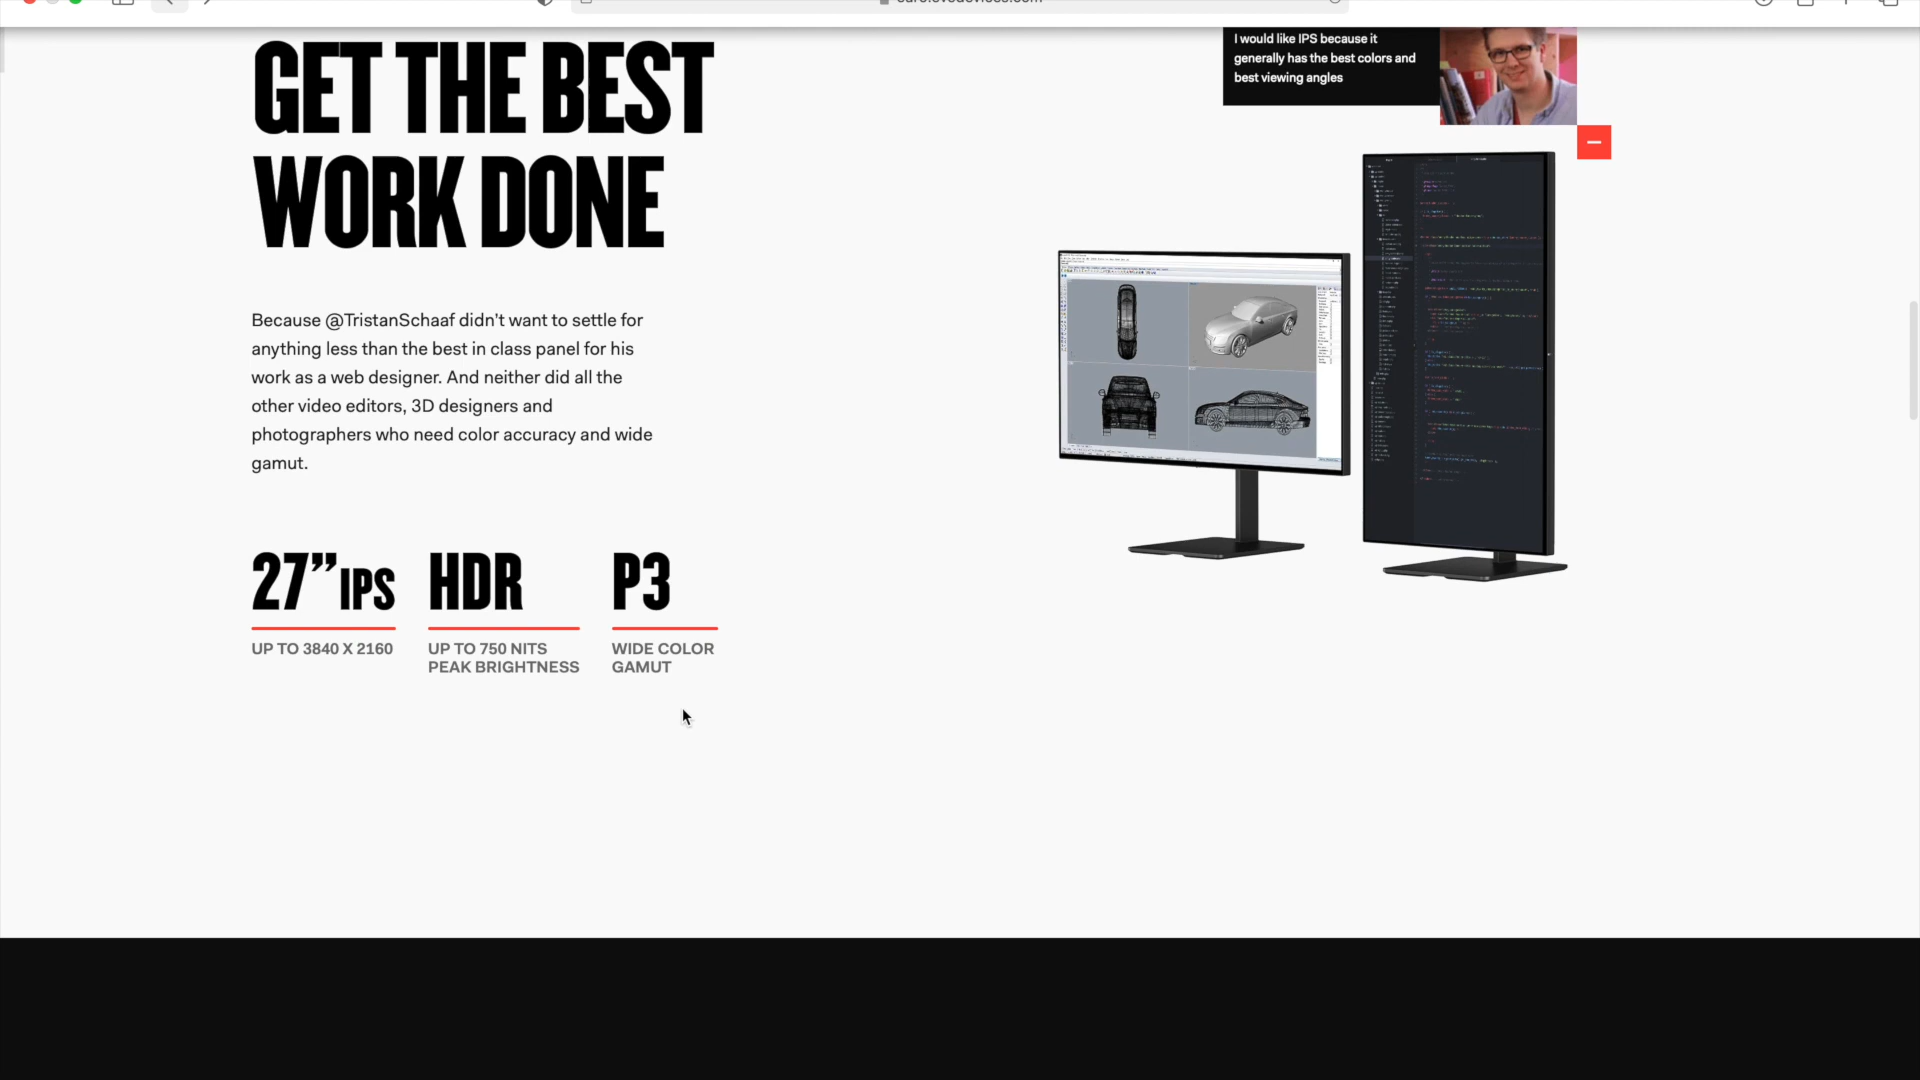 GET THE BEST
WORK DONE
I would like IPS because it
generally has the best colors and
best viewing angles
Because @TristanSchaaf didn't want to settle for
anything less than the best in class panel for his
work as a web designer. And neither did all the
other video editors, 3D designers and
photographers who need color accuracy and wide
gamut.
27” IPS
UP TO 3840 X 2160
HDR
UP TO 750 NITS
PEAK BRIGHTNESS
P3
WIDE COLOR
GAMUT